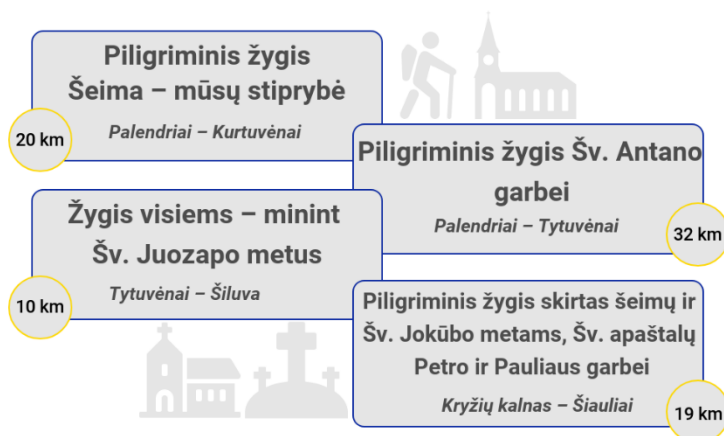 Piligriminis žygis
Šeima – mūsų stiprybė
Palendriai – Kurtuvėnai
20 km
Piligriminis žygis Šv. Antano
garbei
Palendriai – Tytuvėnai
32 km
Žygis visiems – minint
Šv. Juozapo metus
Tytuvėnai – Šiluva
10 km
Piligriminis žygis skirtas šeimų ir
Šv. Jokūbo metams, Šv. apaštalų
Petro ir Pauliaus garbei
Kryžių kalnas – Šiauliai
19 km